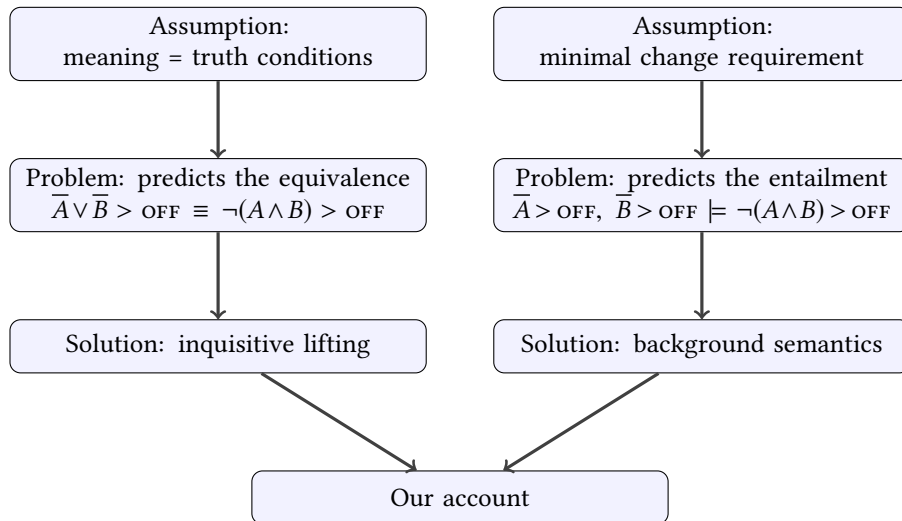 Assumption:
meaning = truth conditions
Assumption:
minimal change requirement
Problem: predicts the equivalence
A̅ ∨ B̅ > OFF ≡ ¬(A ∧ B) > OFF
Problem: predicts the entailment
A̅ > OFF, B̅ > OFF ⊨ ¬(A ∧ B) > OFF
Solution: inquisitive lifting
Solution: background semantics
Our account